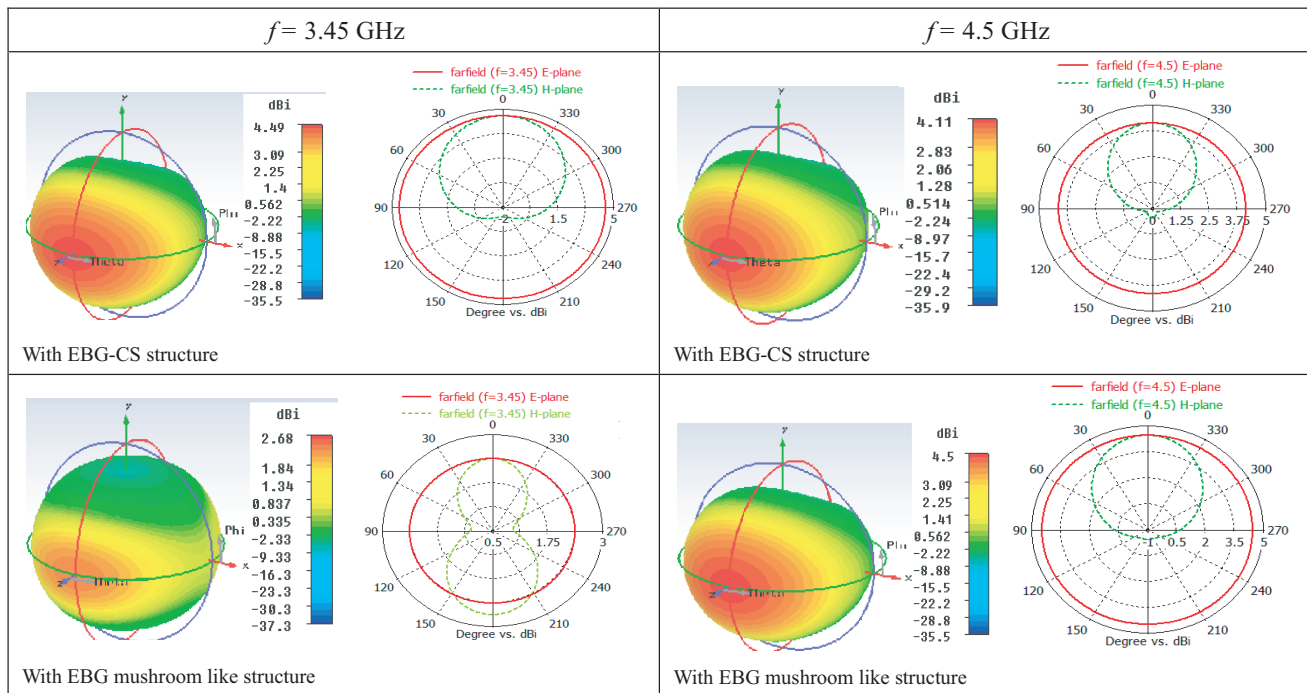 f = 3.45 GHz
f = 4.5 GHz
dBi
4.49
3.09
2.25
1.4
0.562
-2.22
-8.88
-15.5
-22.2
-28.8
-35.5
y
x
z
Theta
farfield (f=3.45) E-plane
farfield (f=3.45) H-plane
0
30
330
60
300
90
-2
1.5
5
270
120
240
150
210
Degree vs. dBi
With EBG-CS structure
dBi
4.11
2.83
2.06
1.28
0.514
-2.24
-8.97
-15.7
-22.4
-29.2
-35.9
y
x
z
Theta
farfield (f=4.5) E-plane
farfield (f=4.5) H-plane
0
30
330
60
300
90
0
1.25
2.5
3.75
5
270
120
240
150
210
Degree vs. dBi
With EBG-CS structure
dBi
2.68
1.84
1.34
0.837
0.335
-2.33
-9.33
-16.3
-23.3
-30.3
-37.3
y
Phi
x
z
farfield (f=3.45) E-plane
farfield (f=3.45) H-plane
0
30
330
60
300
90
0.5
1.75
3
270
120
240
150
210
Degree vs. dBi
With EBG mushroom like structure
dBi
4.5
3.09
2.25
1.41
0.562
-2.22
-8.88
-15.5
-22.2
-28.8
-35.5
y
x
z
farfield (f=4.5) E-plane
farfield (f=4.5) H-plane
0
30
330
60
300
90
-1
0.5
2
3.5
5
270
120
240
150
210
Degree vs. dBi
With EBG mushroom like structure